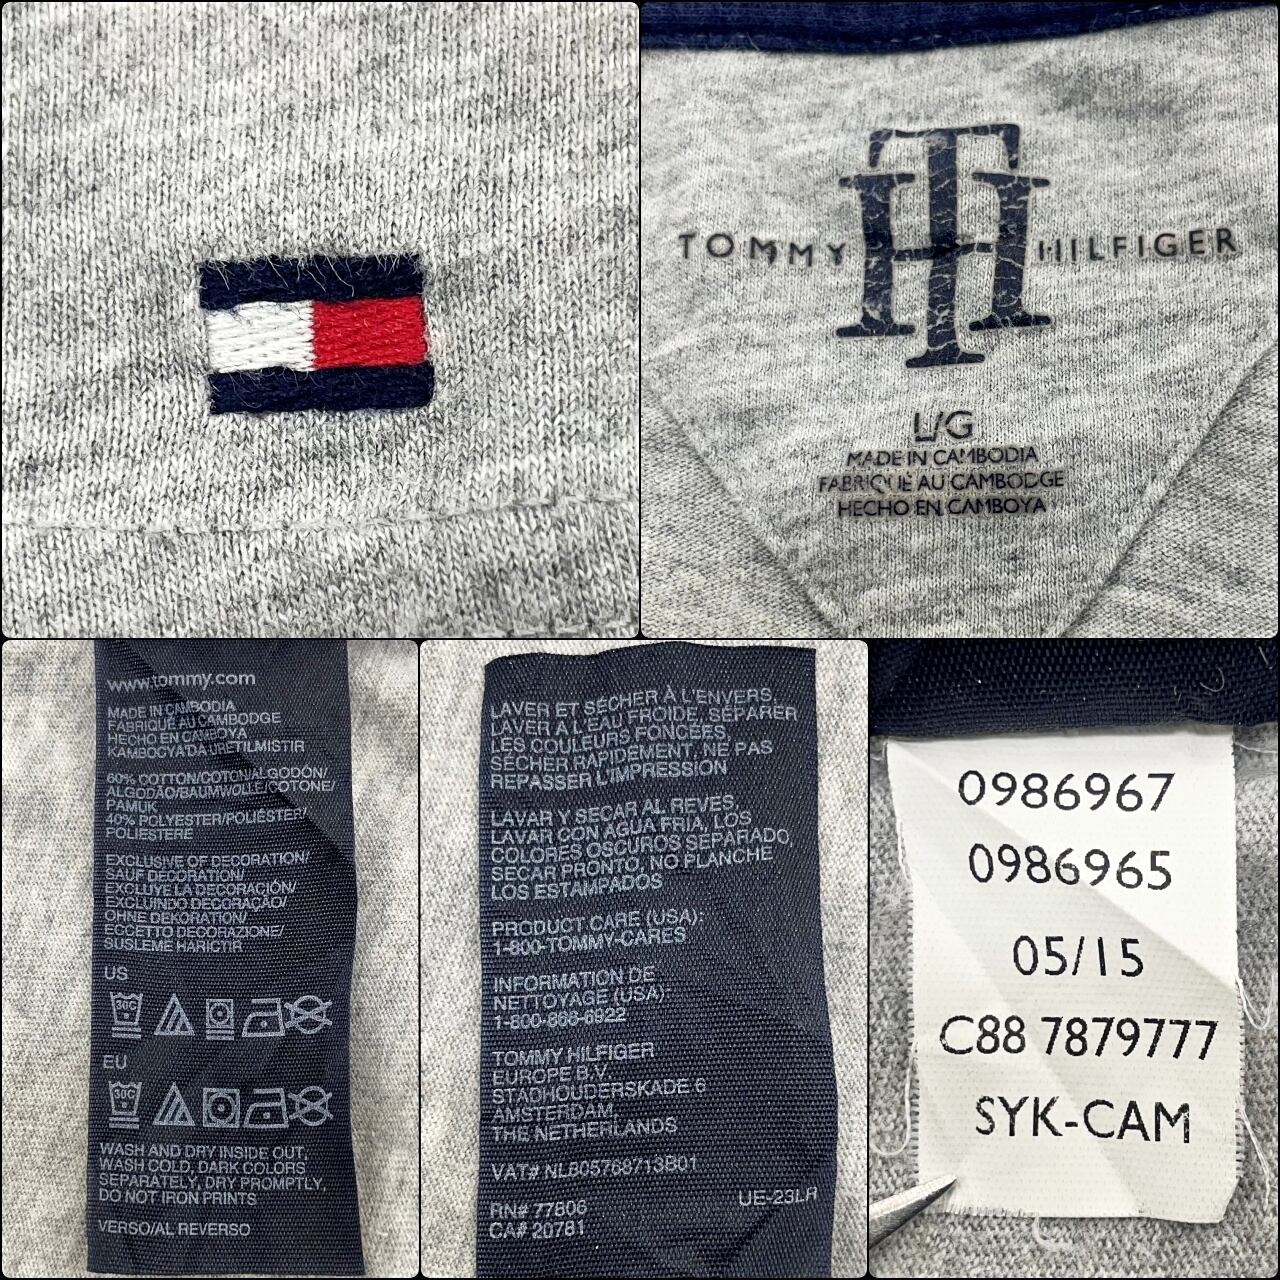 TH
TOMMY HILFIGER
L/G
MADE IN CAMBODIA
FABRIQUÉ AU CAMBODGE
HECHO EN CAMBOYA
www.tommy.com
MADE IN CAMBODIA
FABRIQUÉ AU CAMBODGE
HECHO EN CAMBOYA
KAMBOCYA'DA URETILMISTIR
60% COTTON/COTON/ALGODÓN/
ALGODÃO/BAUMWOLLE/COTONE/
PAMUK
40% POLYESTER/POLIÉSTER/
POLIESTERE
EXCLUSIVE OF DECORATION/
SAUF DECORATION/
EXCLUYE LA DECORACIÓN/
EXCLUINDO DECORAÇÃO/
OHNE DEKORATION/
ECCETTO DECORAZIONE/
SUSLEME HARICTIR
US
30C
EU
30C
WASH AND DRY INSIDE OUT,
WASH COLD, DARK COLORS
SEPARATELY, DRY PROMPTLY,
DO NOT IRON PRINTS
VERSO/AL REVERSO
LAVER ET SÉCHER À L'ENVERS,
LAVER A L'EAU FROIDE, SÉPARER
LES COULEURS FONCÉES,
SÉCHER RAPIDEMENT, NE PAS
REPASSER L'IMPRESSION
LAVAR Y SECAR AL REVES,
LAVAR CON AGUA FRIA, LOS
COLORES OSCUROS SEPARADO,
SECAR PRONTO, NO PLANCHE
LOS ESTAMPADOS
PRODUCT CARE (USA):
1-800-TOMMY-CARES
INFORMATION DE
NETTOYAGE (USA):
1-800-866-6922
TOMMY HILFIGER
EUROPE B.V.
STADHOUDERSKADE 6
AMSTERDAM,
THE NETHERLANDS
VAT# NL805768713B01
UE-23LR
RN# 77806
CA# 20781
0986967
0986965
05/15
C88 7879777
SYK-CAM